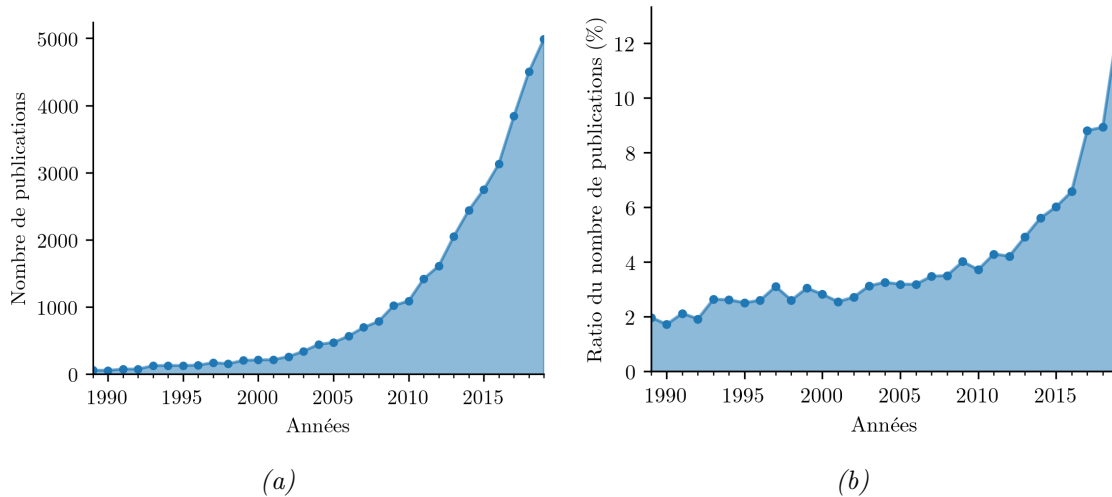 5000
4000
3000
2000
1000
0
Nombre de publications
1990 1995 2000 2005 2010 2015
Années
(a)
12
10
8
6
4
2
0
Ratio du nombre de publications (%)
1990 1995 2000 2005 2010 2015
Années
(b)